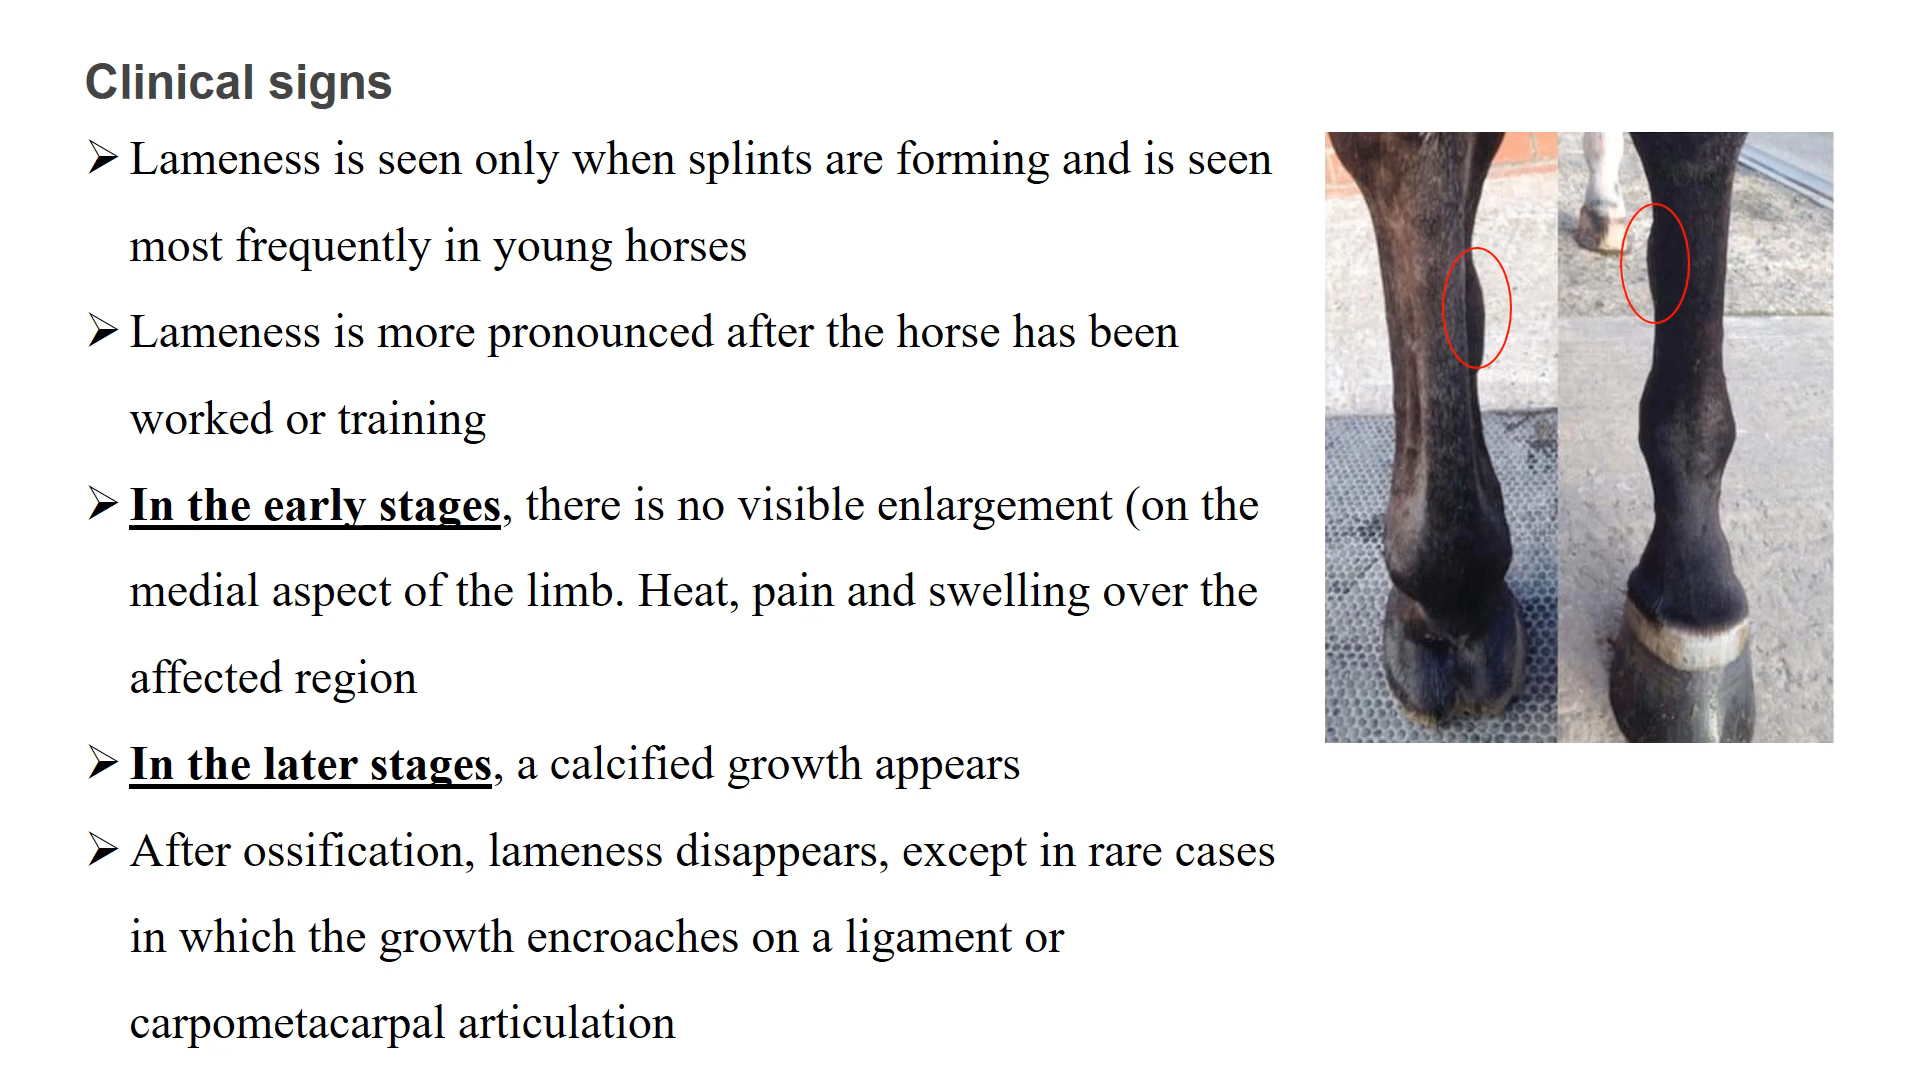 Clinical signs
➢ Lameness is seen only when splints are forming and is seen
most frequently in young horses
➢ Lameness is more pronounced after the horse has been
worked or training
➢ In the early stages, there is no visible enlargement (on the
medial aspect of the limb. Heat, pain and swelling over the
affected region
➢ In the later stages, a calcified growth appears
➢ After ossification, lameness disappears, except in rare cases
in which the growth encroaches on a ligament or
carpometacarpal articulation